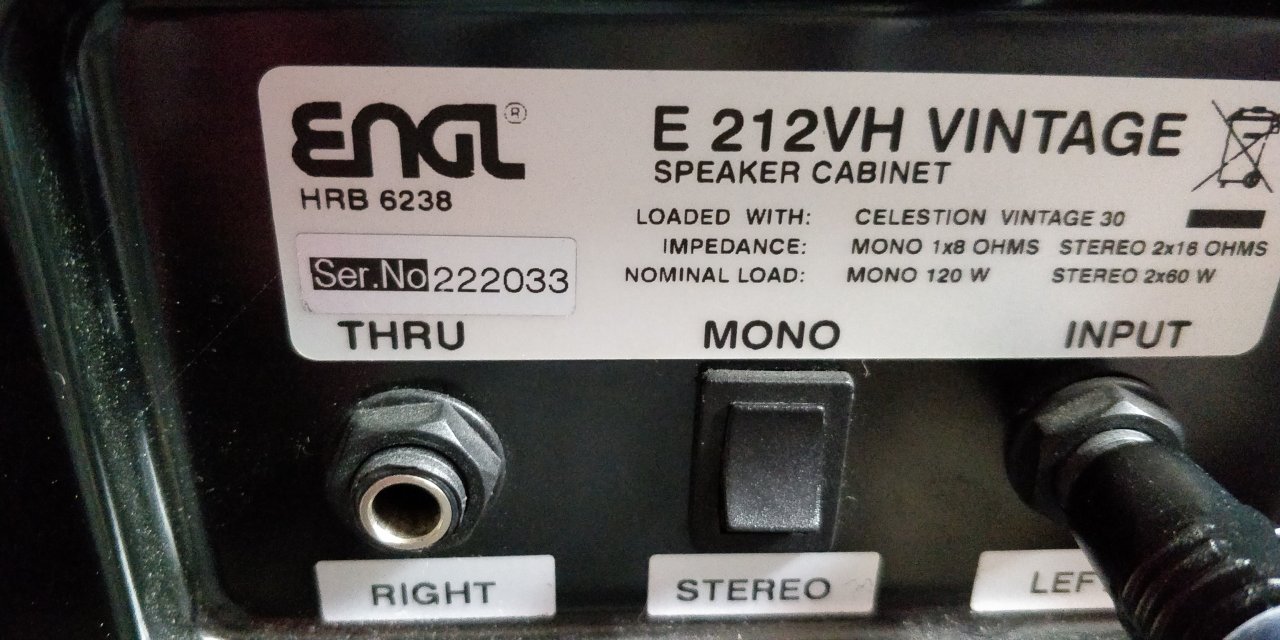 ENGL®
E 212VH VINTAGE
SPEAKER CABINET
HRB 6238
LOADED WITH: CELESTION VINTAGE 30
IMPEDANCE: MONO 1x8 OHMS STEREO 2x16 OHMS
NOMINAL LOAD: MONO 120 W STEREO 2x60 W
Ser.No 222033
THRU MONO INPUT
RIGHT STEREO LEF